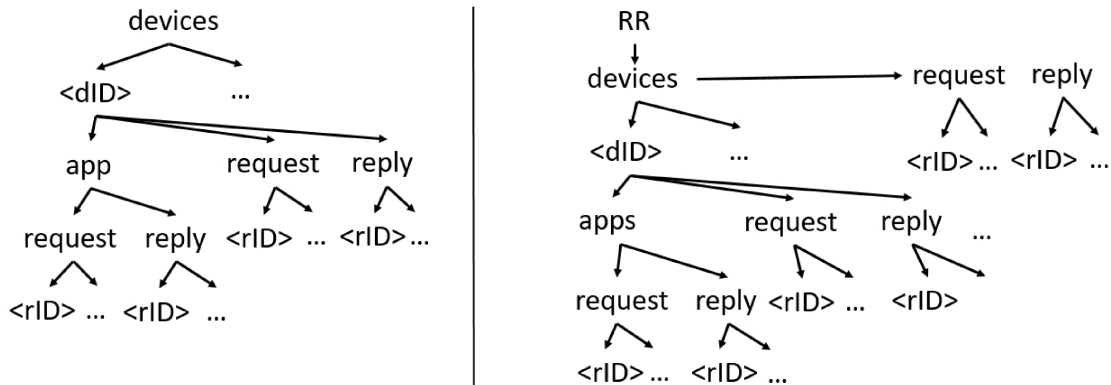 devices
<dID> ...
app request reply
request reply <rID> ... <rID> ...
<rID> ... <rID> ...
RR
devices request reply
<dID> ... <rID> ... <rID> ...
apps request reply ...
request reply <rID> ... <rID>
<rID> ... <rID> ...